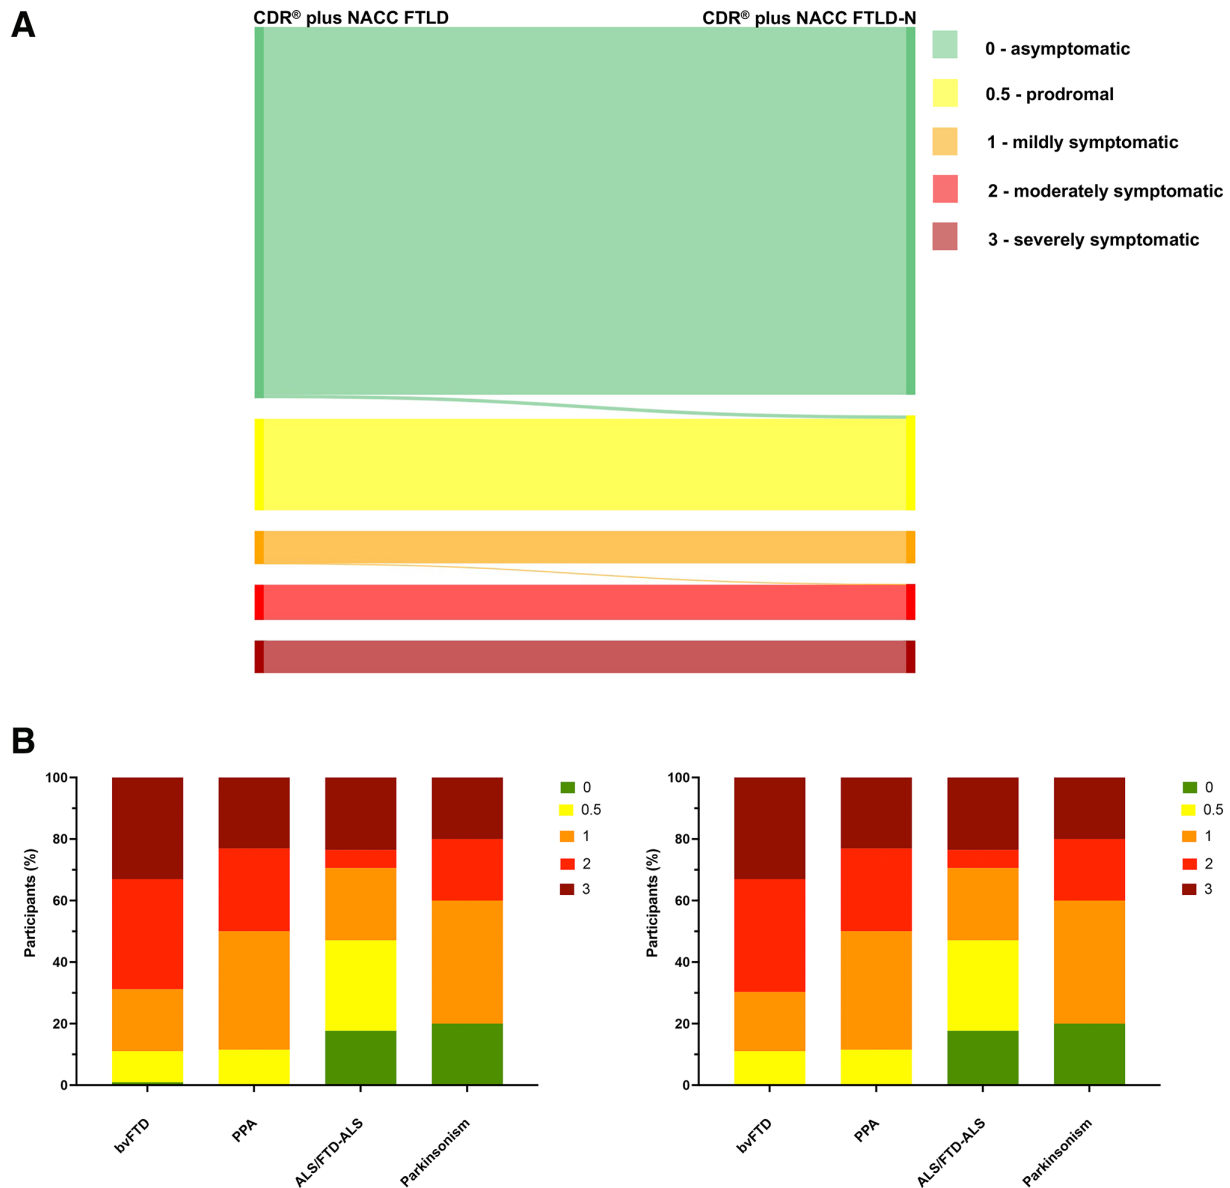 A
CDR® plus NACC FTLD
CDR® plus NACC FTLD-N
0 - asymptomatic
0.5 - prodromal
1 - mildly symptomatic
2 - moderately symptomatic
3 - severely symptomatic
B
Participants (%)
100
80
60
40
20
0
bvFTD
PPA
ALS/FTD-ALS
Parkinsonism
0
0.5
1
2
3
Participants (%)
100
80
60
40
20
0
bvFTD
PPA
ALS/FTD-ALS
Parkinsonism
0
0.5
1
2
3